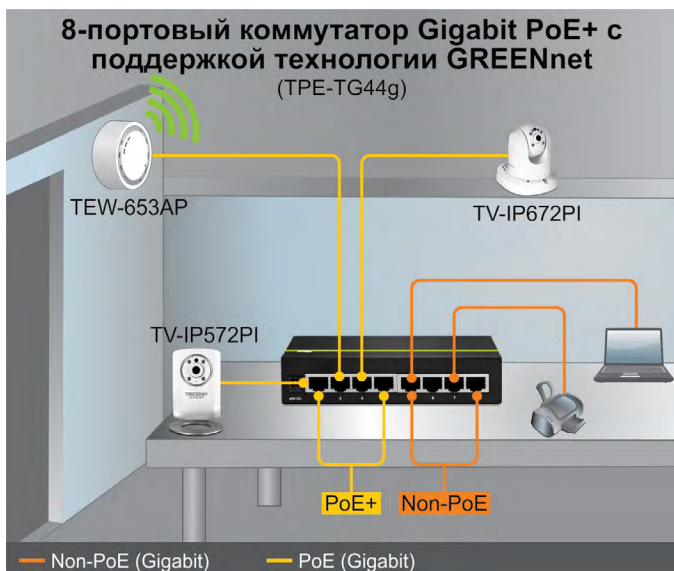 8-портовый коммутатор Gigabit PoE+ с
поддержкой технологии GREENnet
(TPE-TG44g)
TEW-653AP
TV-IP672PI
TV-IP572PI
TRENDnet
PoE+
Non-PoE
Non-PoE (Gigabit)
PoE (Gigabit)